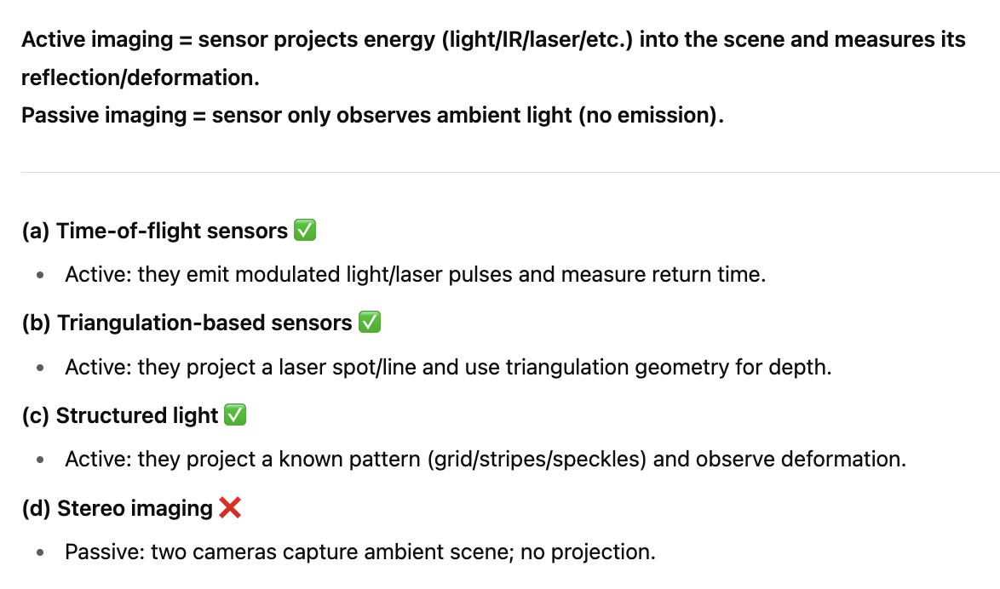 Active imaging = sensor projects energy (light/IR/laser/etc.) into the scene and measures its
reflection/deformation.
Passive imaging = sensor only observes ambient light (no emission).
(a) Time-of-flight sensors ✅
• Active: they emit modulated light/laser pulses and measure return time.
(b) Triangulation-based sensors ✅
• Active: they project a laser spot/line and use triangulation geometry for depth.
(c) Structured light ✅
• Active: they project a known pattern (grid/stripes/speckles) and observe deformation.
(d) Stereo imaging ❌
• Passive: two cameras capture ambient scene; no projection.